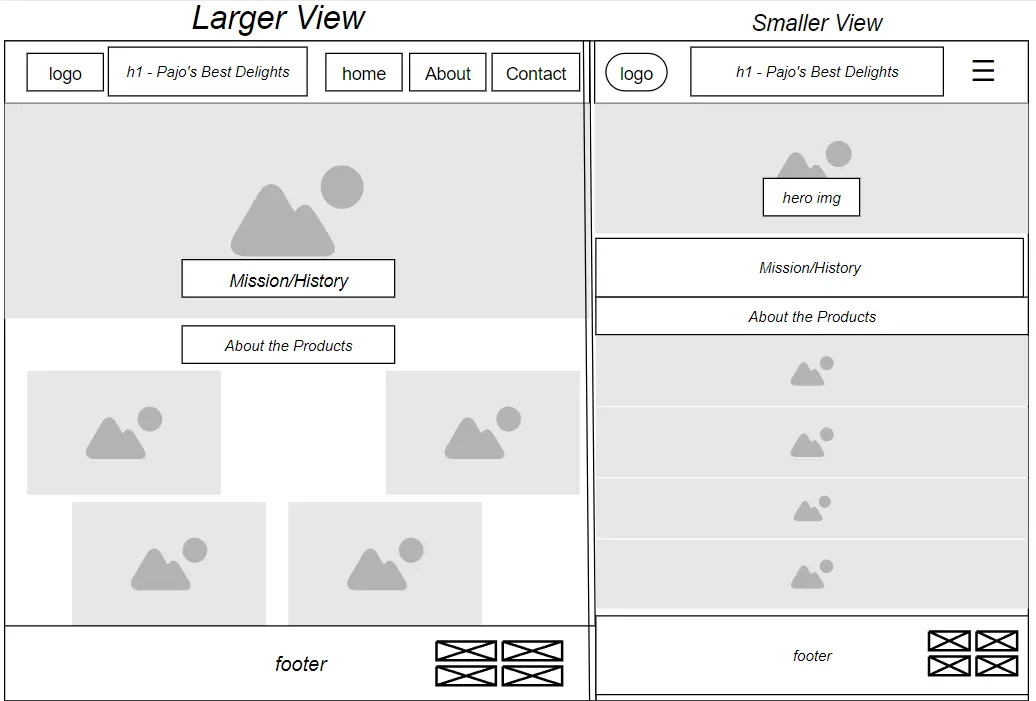 Larger View
logo
h1 - Pajo's Best Delights
home
About
Contact
Mission/History
About the Products
footer
Smaller View
logo
h1 - Pajo's Best Delights
hero img
Mission/History
About the Products
footer